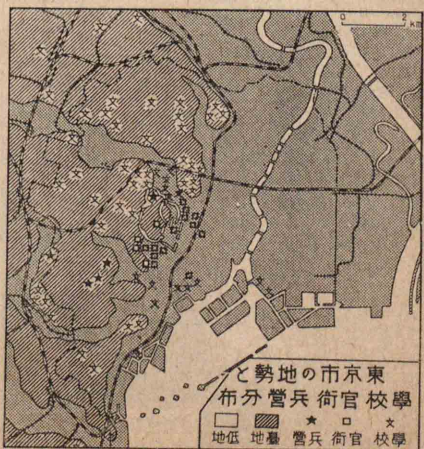 0 2
km
東京市の地勢と
學校官衙兵營分布
學校 官衙 兵營 臺地 低地